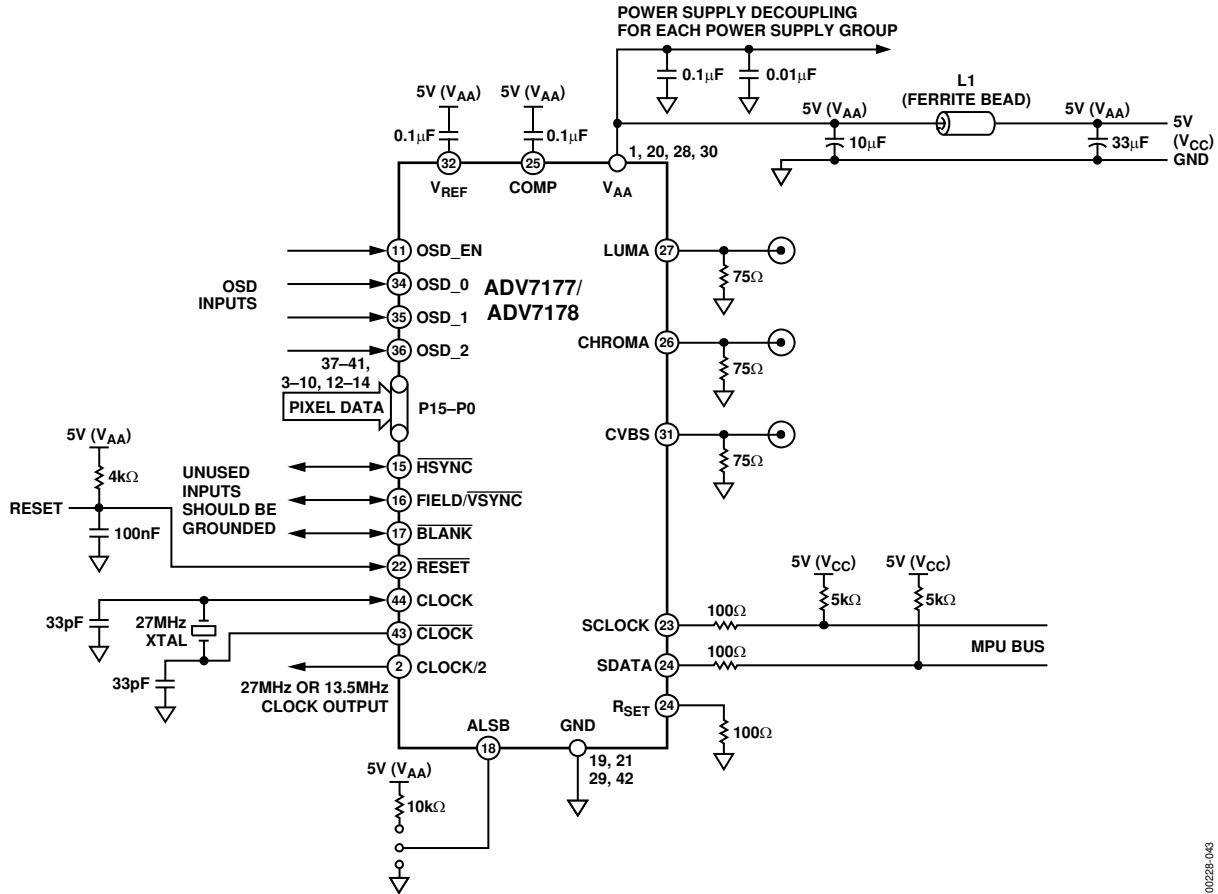 POWER SUPPLY DECOUPLING
FOR EACH POWER SUPPLY GROUP
0.1μF
0.01μF
L1
(FERRITE BEAD)
5V (VAA)
5V (VAA)
5V (VAA)
5V (VAA)
5V
(VCC)
GND
0.1μF
0.1μF
10μF
33μF
1, 20, 28, 30
32
25
VREF
COMP
VAA
ADV7177/
ADV7178
OSD
INPUTS
11
OSD_EN
34
OSD_0
35
OSD_1
36
OSD_2
37–41,
3–10, 12–14
PIXEL DATA
P15–P0
LUMA
27
75Ω
CHROMA
26
75Ω
CVBS
31
75Ω
5V (VAA)
4kΩ
RESET
100nF
UNUSED
INPUTS
SHOULD BE
GROUNDED
15
HSYNC
16
FIELD/VSYNC
17
BLANK
22
RESET
44
CLOCK
43
CLOCK
2
CLOCK/2
33pF
27MHz
XTAL
33pF
27MHz OR 13.5MHz
CLOCK OUTPUT
5V (VCC)
5V (VCC)
5kΩ
5kΩ
100Ω
SCLOCK
23
MPU BUS
100Ω
SDATA
24
RSET
24
100Ω
ALSB
18
GND
19, 21
29, 42
5V (VAA)
10kΩ
00228-043